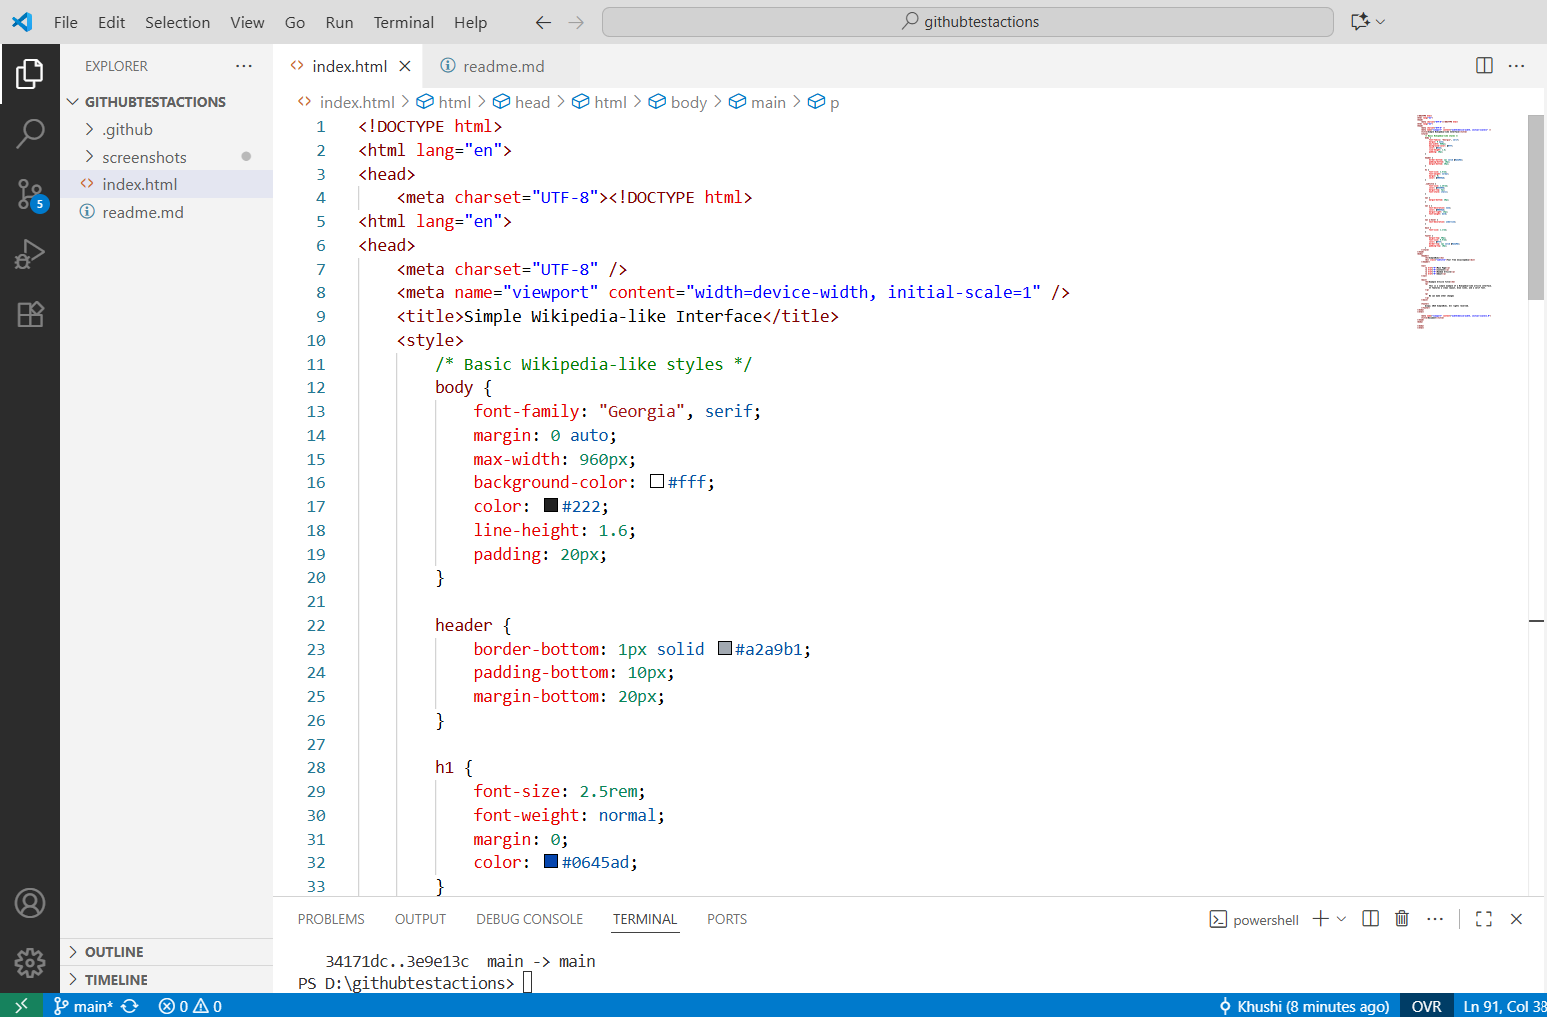 File Edit Selection View Go Run Terminal Help
githubtestactions
EXPLORER
GITHUBTESTACTIONS
.github
screenshots
index.html
readme.md
5
OUTLINE
TIMELINE
index.html
readme.md
index.html > html > head > html > body > main > p
1 <!DOCTYPE html>
2 <html lang="en">
3 <head>
4 <meta charset="UTF-8"><!DOCTYPE html>
5 <html lang="en">
6 <head>
7 <meta charset="UTF-8" />
8 <meta name="viewport" content="width=device-width, initial-scale=1" />
9 <title>Simple Wikipedia-like Interface</title>
10 <style>
11 /* Basic Wikipedia-like styles */
12 body {
13 font-family: "Georgia", serif;
14 margin: 0 auto;
15 max-width: 960px;
16 background-color: #fff;
17 color: #222;
18 line-height: 1.6;
19 padding: 20px;
20 }
21
22 header {
23 border-bottom: 1px solid #a2a9b1;
24 padding-bottom: 10px;
25 margin-bottom: 20px;
26 }
27
28 h1 {
29 font-size: 2.5rem;
30 font-weight: normal;
31 margin: 0;
32 color: #0645ad;
33 }
PROBLEMS OUTPUT DEBUG CONSOLE TERMINAL PORTS
powershell
34171dc..3e9e13c main -> main
PS D:\githubtestactions>
main* 0 0
Khushi (8 minutes ago) OVR Ln 91, Col 38